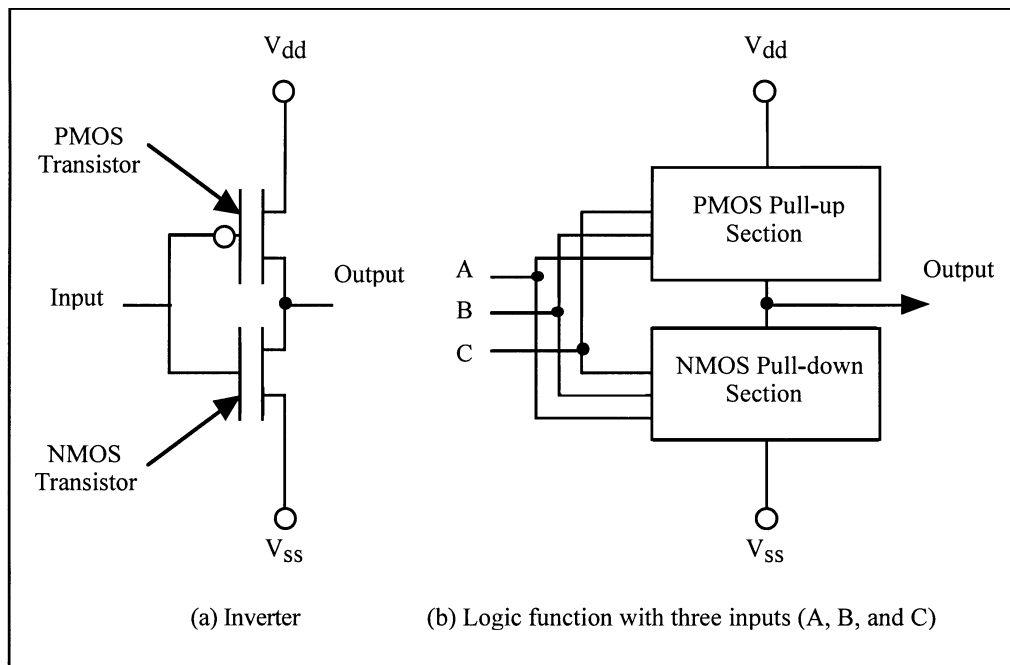 Vdd
PMOS
Transistor
Input
Output
NMOS
Transistor
Vss
(a) Inverter
Vdd
PMOS Pull-up
Section
A
B
C
Output
NMOS Pull-down
Section
Vss
(b) Logic function with three inputs (A, B, and C)